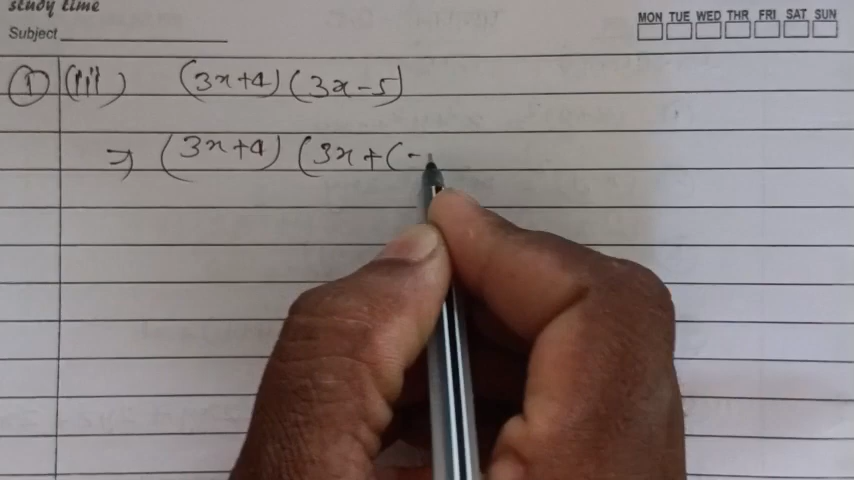 study time
Subject
MON TUE WED THR FRI SAT SUN
① (iii) (3x+4)(3x-5)
⇒ (3x+4) (3x+(-